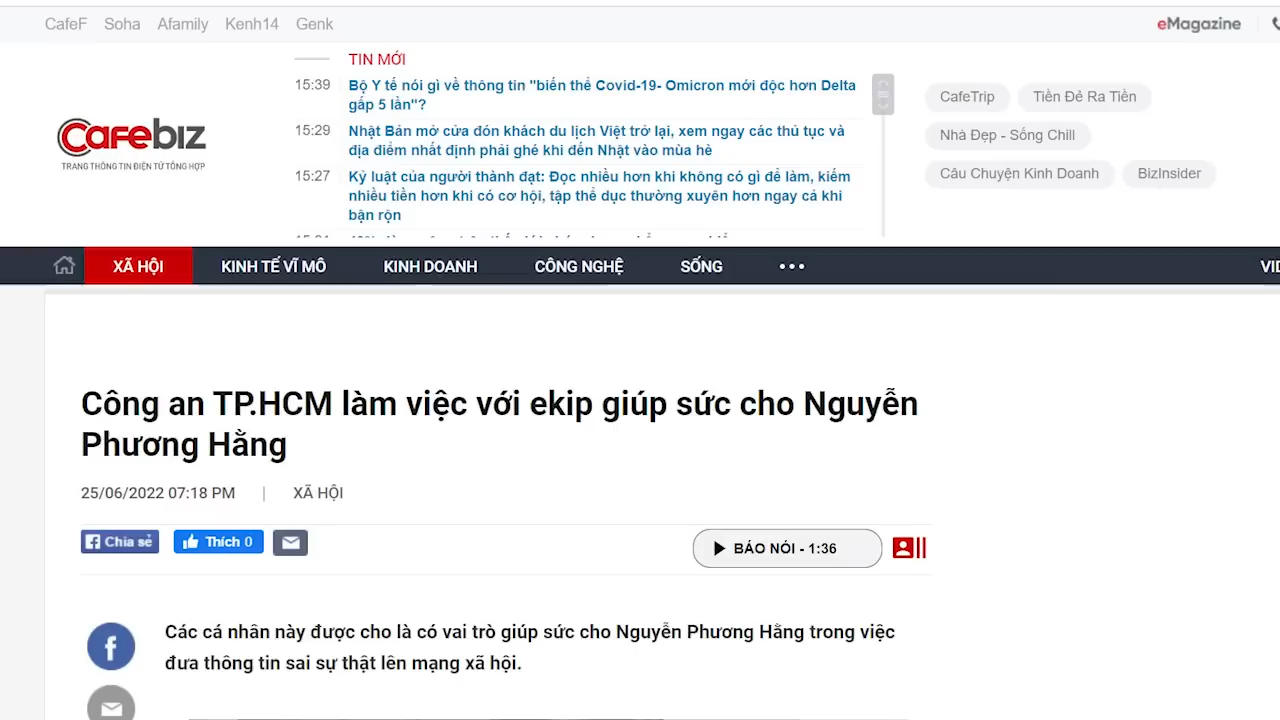 CafeF Soha Afamily Kenh14 Genk eMagazine
TIN MỚI
15:39 Bộ Y tế nói gì về thông tin "biến thể Covid-19- Omicron mới độc hơn Delta
gấp 5 lần"?
15:29 Nhật Bản mở cửa đón khách du lịch Việt trở lại, xem ngay các thủ tục và
địa điểm nhất định phải ghé khi đến Nhật vào mùa hè
15:27 Kỷ luật của người thành đạt: Đọc nhiều hơn khi không có gì để làm, kiếm
nhiều tiền hơn khi có cơ hội, tập thể dục thường xuyên hơn ngay cả khi
bận rộn
Cafebiz
TRANG THÔNG TIN ĐIỆN TỬ TỔNG HỢP
CafeTrip Tiền Đẻ Ra Tiền
Nhà Đẹp - Sống Chill
Câu Chuyện Kinh Doanh BizInsider
XÃ HỘI KINH TẾ VĨ MÔ KINH DOANH CÔNG NGHỆ SỐNG ••• VID
Công an TP.HCM làm việc với ekip giúp sức cho Nguyễn
Phương Hằng
25/06/2022 07:18 PM | XÃ HỘI
Chia sẻ Thích 0 BÁO NÓI - 1:36
Các cá nhân này được cho là có vai trò giúp sức cho Nguyễn Phương Hằng trong việc
đưa thông tin sai sự thật lên mạng xã hội.